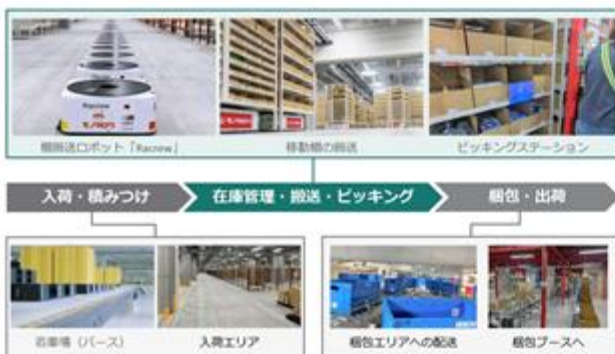 Racrew
棚搬送ロボット「Racrew」
移動棚の搬送
ピッキングステーション
入荷・積みつけ
在庫管理・搬送・ピッキング
梱包・出荷
着車場（バース）
入荷エリア
梱包エリアへの配送
梱包ブースへ